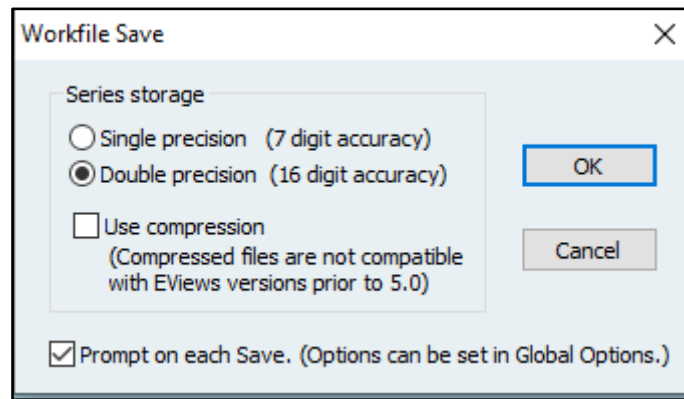 Workfile Save
Series storage
Single precision (7 digit accuracy)
Double precision (16 digit accuracy)
Use compression
(Compressed files are not compatible
with EViews versions prior to 5.0)
OK
Cancel
Prompt on each Save. (Options can be set in Global Options.)